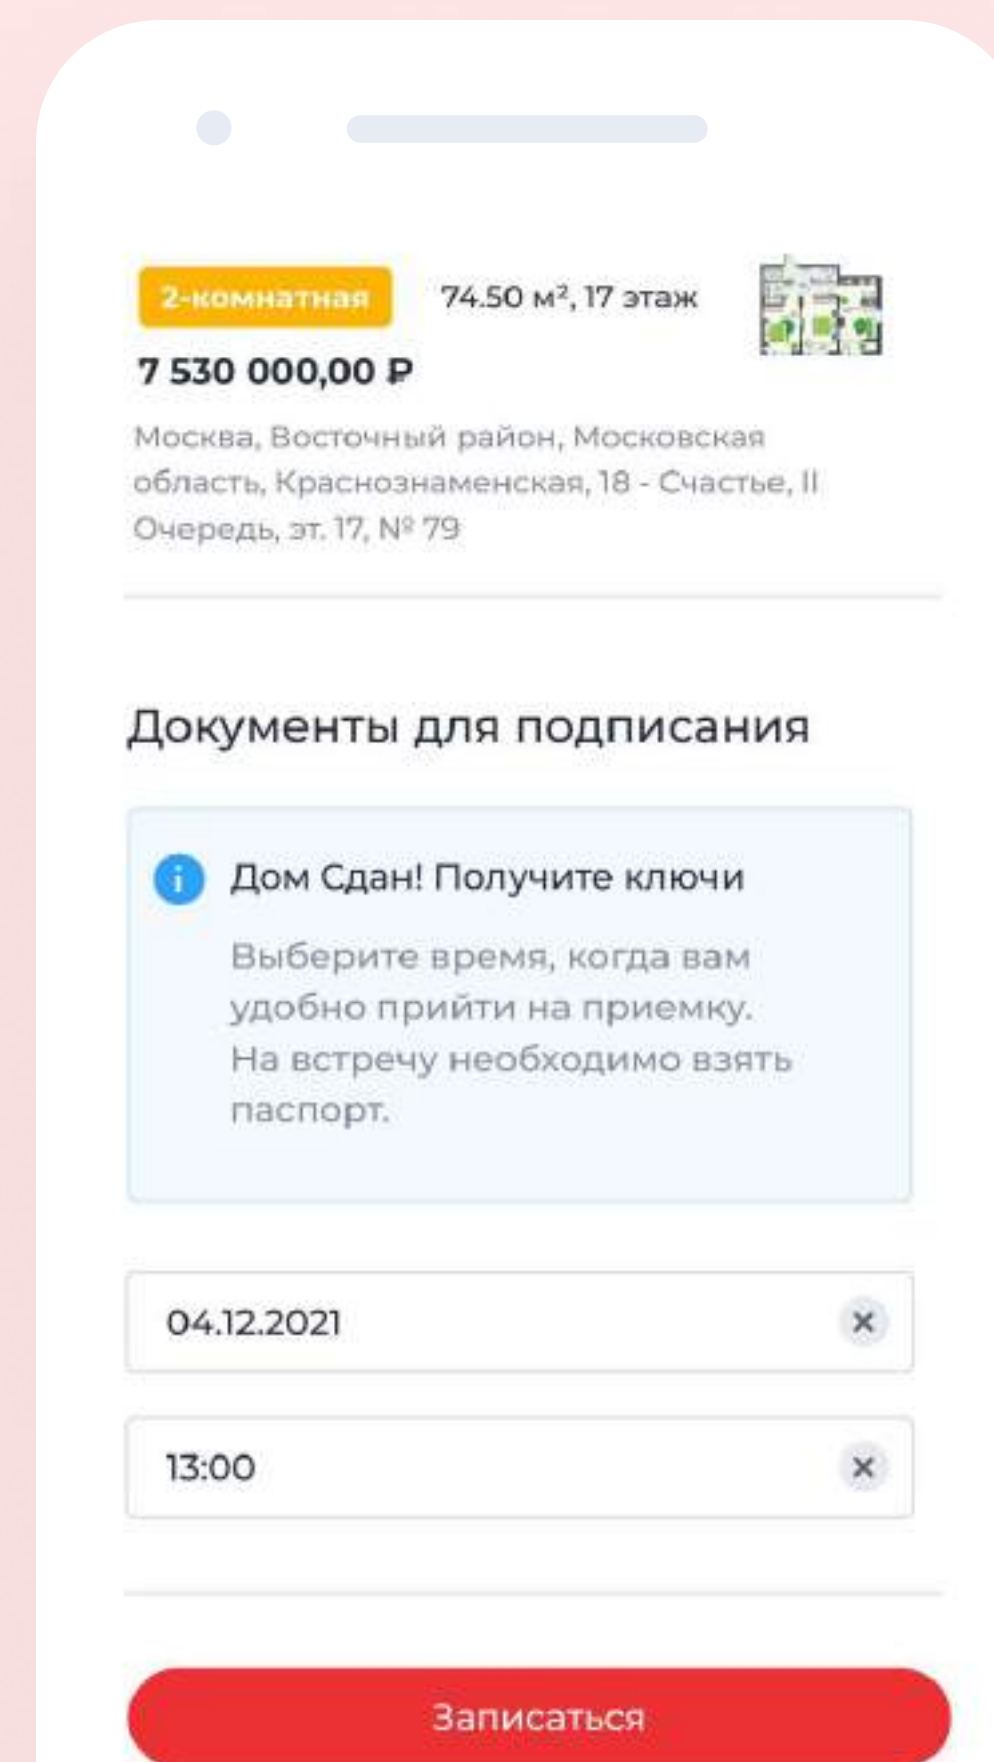 2-комнатная 74.50 м², 17 этаж
7 530 000,00 ₽
Москва, Восточный район, Московская
область, Краснознаменская, 18 - Счастье, II
Очередь, эт. 17, № 79
Документы для подписания
Дом Сдан! Получите ключи
Выберите время, когда вам
удобно прийти на приемку.
На встречу необходимо взять
паспорт.
04.12.2021
13:00
Записаться